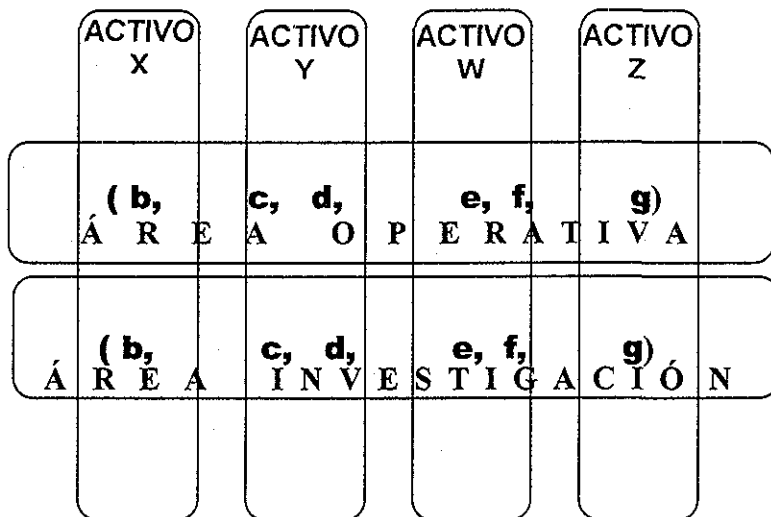 ACTIVO X
ACTIVO Y
ACTIVO W
ACTIVO Z
( b, c, d, e, f, g)
ÁREA OPERATIVA
( b, c, d, e, f, g)
ÁREA INVESTIGACIÓN